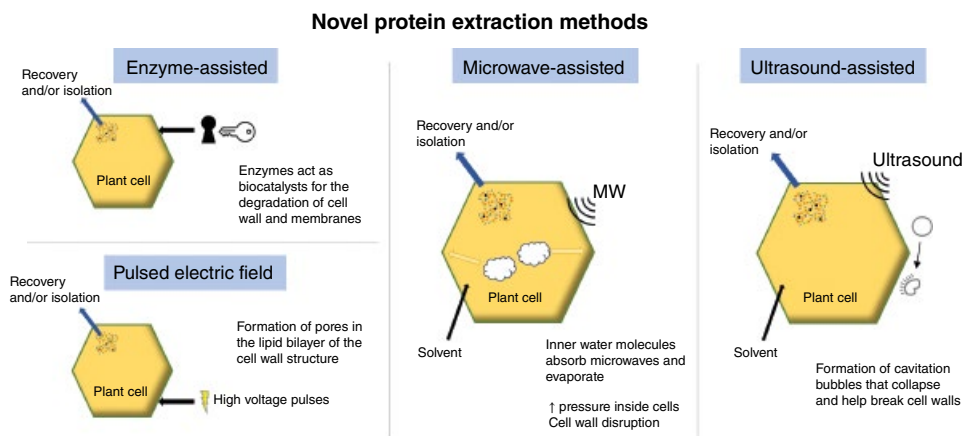 Novel protein extraction methods
Enzyme-assisted
Recovery
and/or isolation
Plant cell
Enzymes act as
biocatalysts for the
degradation of cell
wall and membranes
Pulsed electric field
Recovery
and/or isolation
Formation of pores in
the lipid bilayer of the
cell wall structure
Plant cell
High voltage pulses
Microwave-assisted
Recovery and/or
isolation
MW
Plant cell
Solvent
Inner water molecules
absorb microwaves and
evaporate
↑ pressure inside cells
Cell wall disruption
Ultrasound-assisted
Recovery and/or
isolation
Ultrasound
Plant cell
Solvent
Formation of cavitation
bubbles that collapse
and help break cell walls